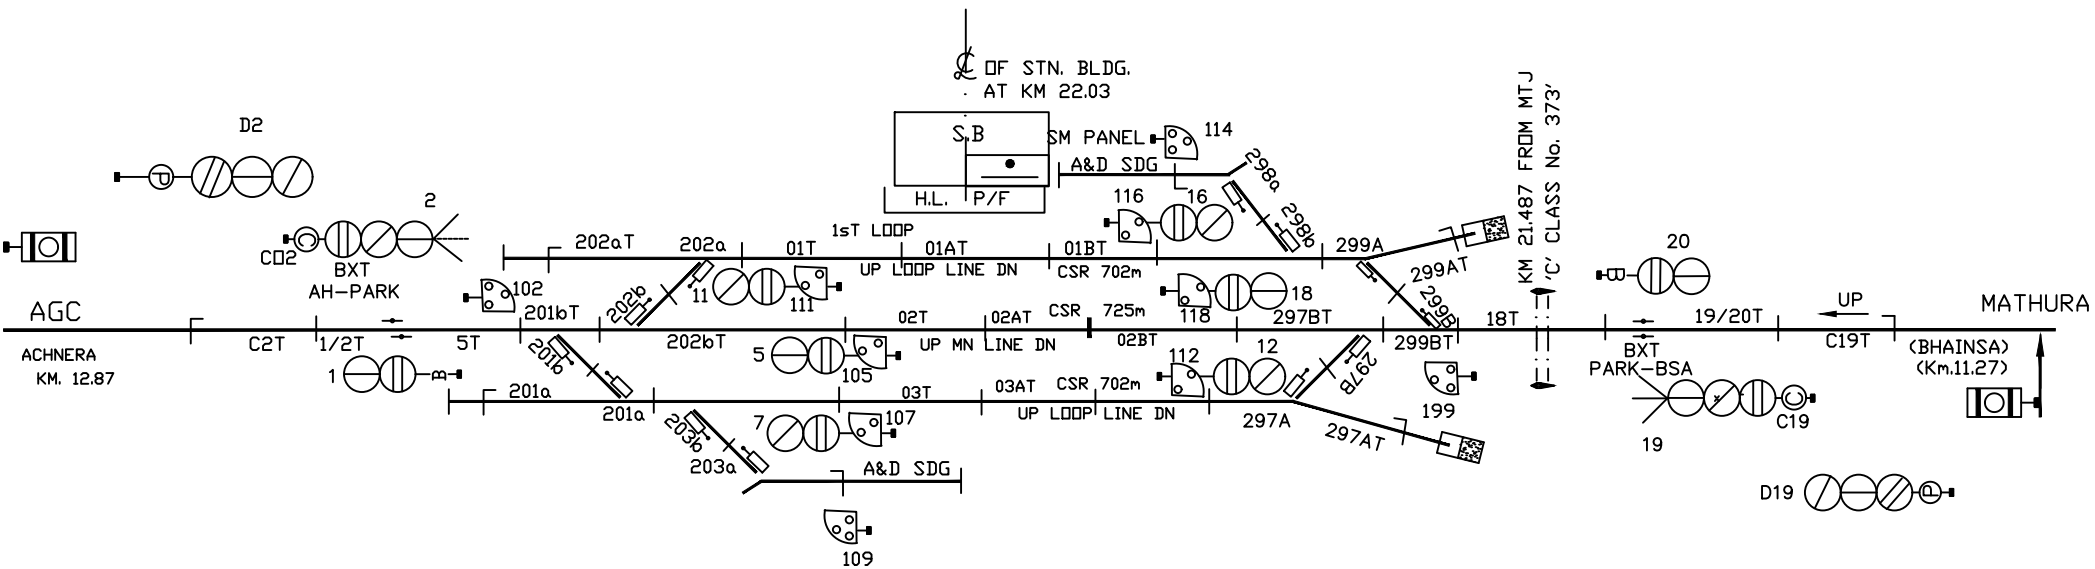 ℄ OF STN. BLDG.
AT KM 22.03
D2
S.B
SM PANEL
114
A&D SDG
298a
KM 21.487 FROM MTJ
'C' CLASS No. 373'
2
C
C02
BXT
AH-PARK
P
H.L. P/F
116
16
298b
202aT
202a
01T
1sT LOOP
01AT
01BT
299A
299AT
20
B
UP LOOP LINE DN
CSR 702m
102
202b
11
111
118
18
299B
AGC
201bT
02T
02AT
CSR 725m
297BT
18T
19/20T
UP
MATHURA
C2T
1/2T
5T
202bT
UP MN LINE DN
02BT
299BT
C19T
ACHNERA
KM. 12.87
201b
5
105
112
12
297B
BXT
PARK-BSA
(BHAINSA)
(Km.11.27)
1
B
201a
201a
03T
03AT
CSR 702m
UP LOOP LINE DN
297A
297AT
199
C
C19
19
203b
203a
7
107
A&D SDG
109
D19
P